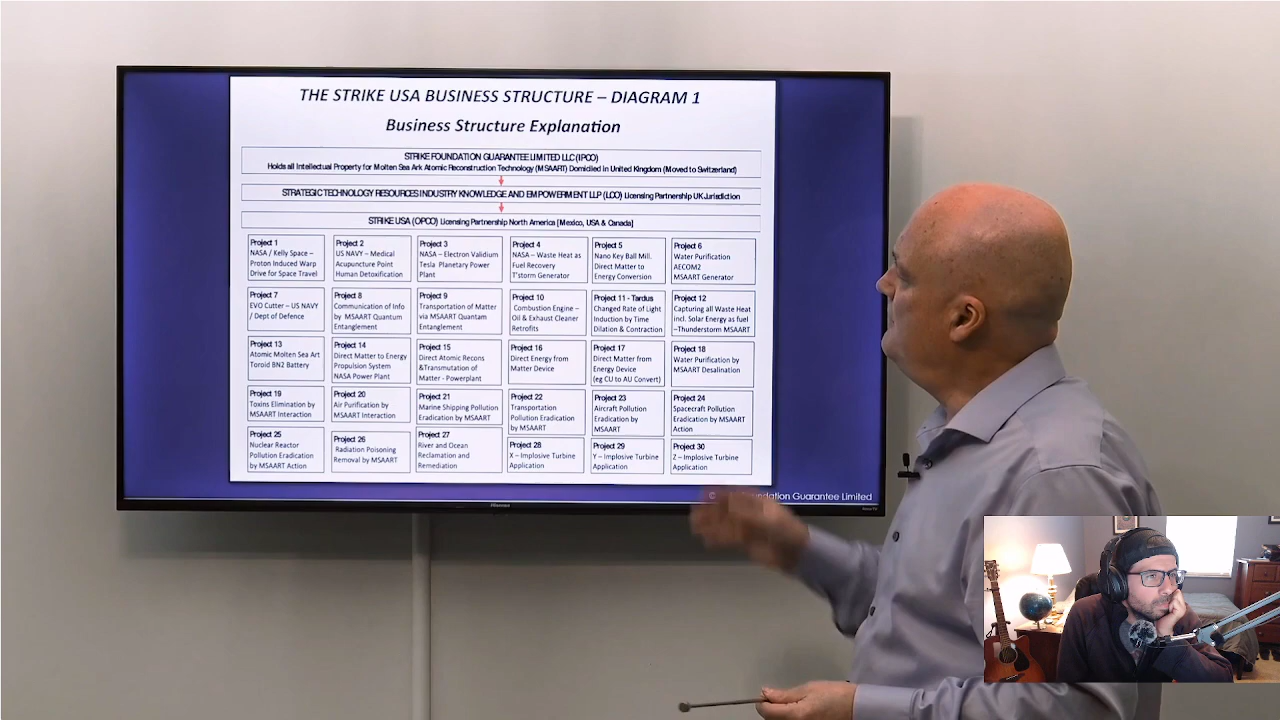 THE STRIKE USA BUSINESS STRUCTURE – DIAGRAM 1
Business Structure Explanation
STRIKE FOUNDATION GUARANTEE LIMITED LLC (IPCO)
Holds all Intellectual Property for Molten Sea Ark Atomic Reconstruction Technology (MSAART) Domiciled in United Kingdom (Moved to Switzerland)
STRATEGIC TECHNOLOGY RESOURCES INDUSTRY KNOWLEDGE AND EMPOWERMENT LLP (LCO) Licensing Partnership UK Jurisdiction
STRIKE USA (OPCO) Licensing Partnership North America [Mexico, USA & Canada]
Project 1
NASA / Kelly Space –
Proton Induced Warp
Drive for Space Travel
Project 2
US NAVY – Medical
Acupuncture Point
Human Detoxification
Project 3
NASA – Electron Validium
Tesla Planetary Power
Plant
Project 4
NASA – Waste Heat as
Fuel Recovery
T'storm Generator
Project 5
Nano Key Ball Mill.
Direct Matter to
Energy Conversion
Project 6
Water Purification
AECOM2
MSAART Generator
Project 7
EVO Cutter – US NAVY
/ Dept of Defence
Project 8
Communication of Info
by MSAART Quantum
Entanglement
Project 9
Transportation of Matter
via MSAART Quantam
Entanglement
Project 10
Combustion Engine –
Oil & Exhaust Cleaner
Retrofits
Project 11 - Tardus
Changed Rate of Light
Induction by Time
Dilation & Contraction
Project 12
Capturing all Waste Heat
incl. Solar Energy as fuel
–Thunderstorm MSAART
Project 13
Atomic Molten Sea Art
Toroid BN2 Battery
Project 14
Direct Matter to Energy
Propulsion System
NASA Power Plant
Project 15
Direct Atomic Recons
&Transmutation of
Matter - Powerplant
Project 16
Direct Energy from
Matter Device
Project 17
Direct Matter from
Energy Device
(eg CU to AU Convert)
Project 18
Water Purification by
MSAART Desalination
Project 19
Toxins Elimination by
MSAART Interaction
Project 20
Air Purification by
MSAART Interaction
Project 21
Marine Shipping Pollution
Eradication by MSAART
Project 22
Transportation
Pollution Eradication
by MSAART
Project 23
Aircraft Pollution
Eradication by
MSAART
Project 24
Spacecraft Pollution
Eradication by MSAART
Action
Project 25
Nuclear Reactor
Pollution Eradication
by MSAART Action
Project 26
Radiation Poisoning
Removal by MSAART
Project 27
River and Ocean
Reclamation and
Remediation
Project 28
X – Implosive Turbine
Application
Project 29
Y – Implosive Turbine
Application
Project 30
Z – Implosive Turbine
Application
© Guarantee Limited
Hisense